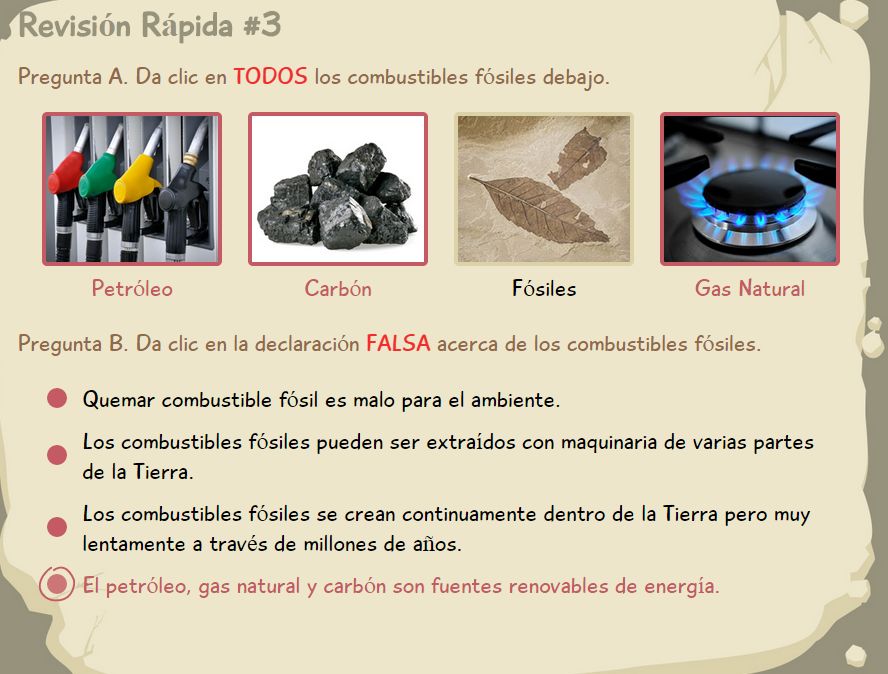 Revisión Rápida #3
Pregunta A. Da clic en TODOS los combustibles fósiles debajo.
Petróleo
Carbón
Fósiles
Gas Natural
Pregunta B. Da clic en la declaración FALSA acerca de los combustibles fósiles.
Quemar combustible fósil es malo para el ambiente.
Los combustibles fósiles pueden ser extraídos con maquinaria de varias partes
de la Tierra.
Los combustibles fósiles se crean continuamente dentro de la Tierra pero muy
lentamente a través de millones de años.
El petróleo, gas natural y carbón son fuentes renovables de energía.